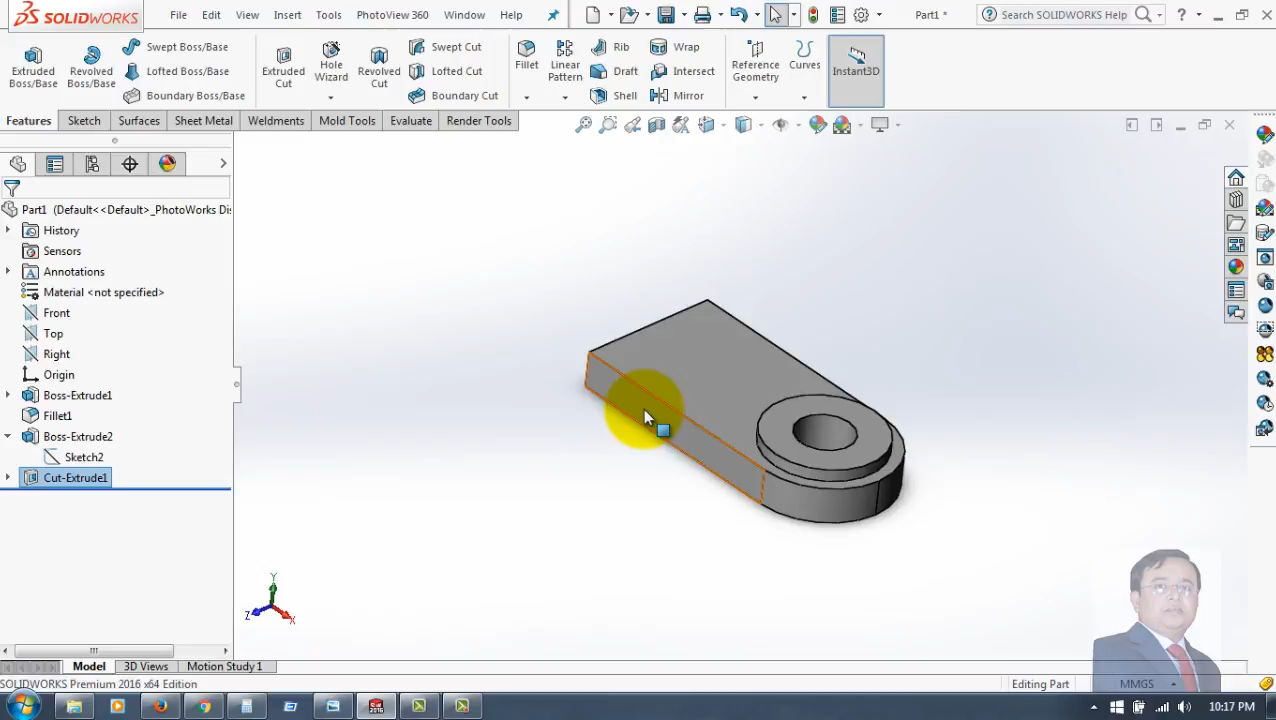 SOLIDWORKS File Edit View Insert Tools PhotoView 360 Window Help Part1 * Search SOLIDWORKS Help ?
Extruded Boss/Base
Revolved Boss/Base
Swept Boss/Base
Lofted Boss/Base
Boundary Boss/Base
Extruded Cut
Hole Wizard
Revolved Cut
Swept Cut
Lofted Cut
Boundary Cut
Fillet
Linear Pattern
Rib
Draft
Shell
Wrap
Intersect
Mirror
Reference Geometry
Curves
Instant3D
Features Sketch Surfaces Sheet Metal Weldments Mold Tools Evaluate Render Tools
Part1 (Default<<Default>_PhotoWorks Di
History
Sensors
Annotations
Material <not specified>
Front
Top
Right
Origin
Boss-Extrude1
Fillet1
Boss-Extrude2
Sketch2
Cut-Extrude1
Y
Z
X
Model 3D Views Motion Study 1
SOLIDWORKS Premium 2016 x64 Edition Editing Part MMGS
2016
10:17 PM